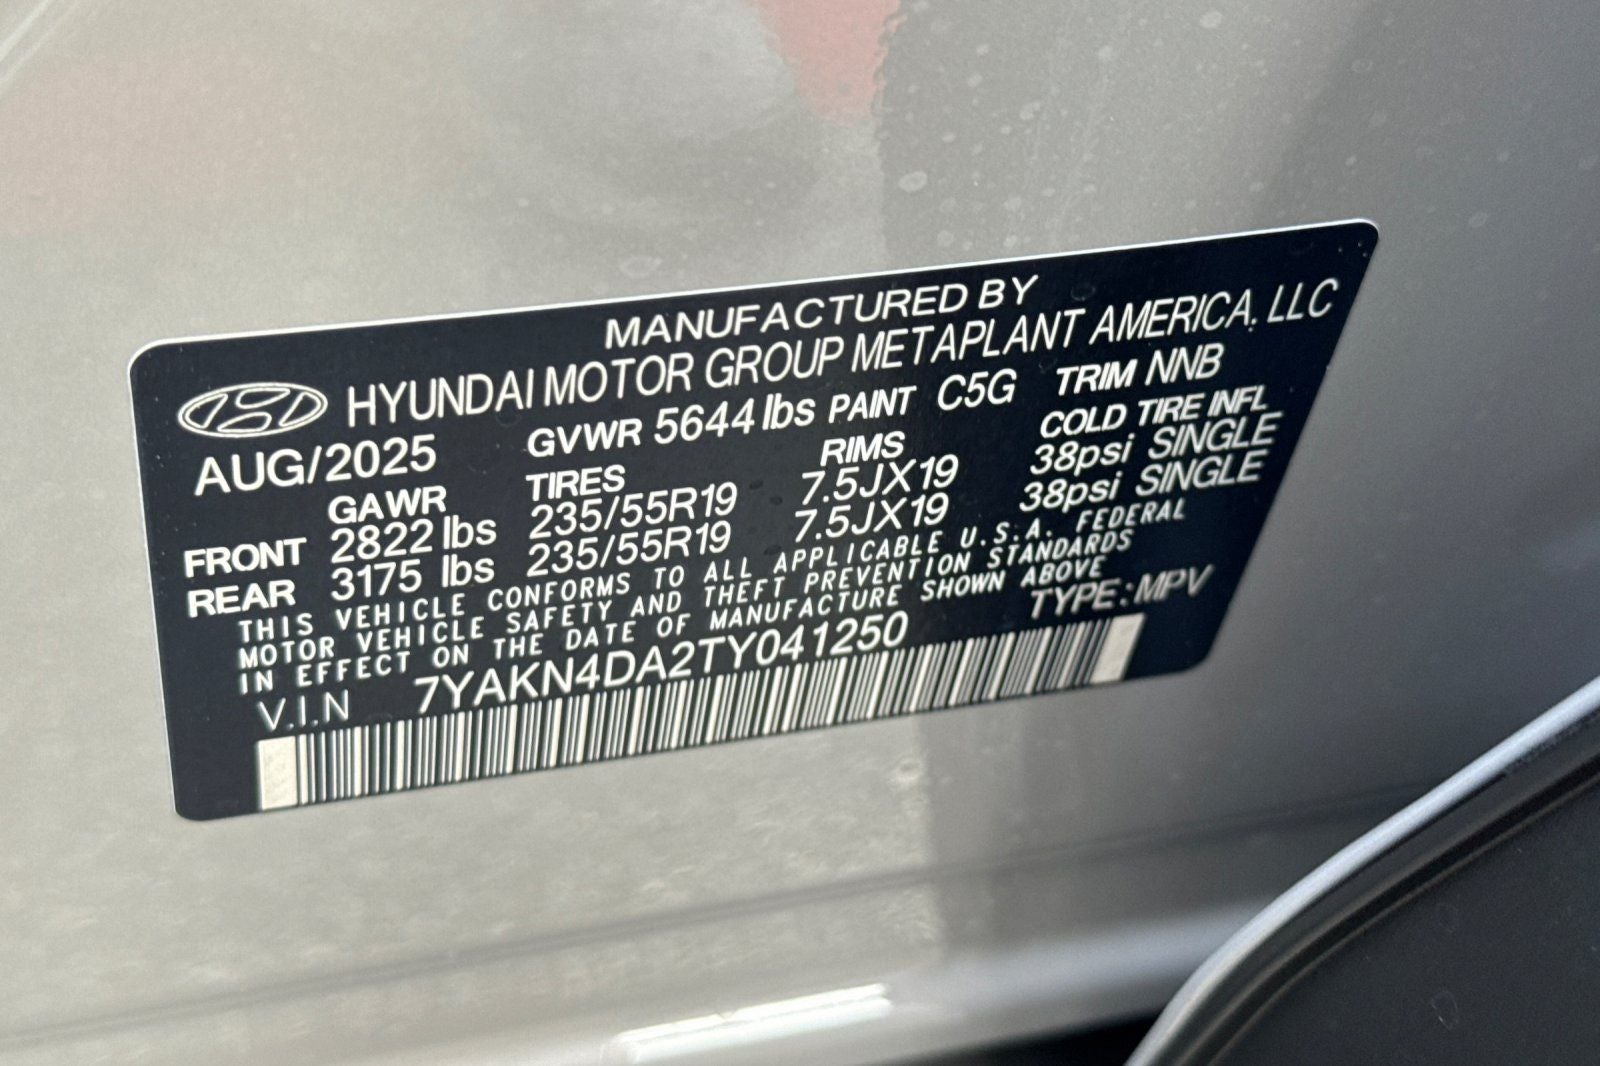 MANUFACTURED BY
HYUNDAI MOTOR GROUP METAPLANT AMERICA, LLC
AUG/2025 GVWR 5644 lbs PAINT C5G TRIM NNB
GAWR TIRES RIMS COLD TIRE INFL
FRONT 2822 lbs 235/55R19 7.5JX19 38psi SINGLE
REAR 3175 lbs 235/55R19 7.5JX19 38psi SINGLE
THIS VEHICLE CONFORMS TO ALL APPLICABLE U.S.A. FEDERAL
MOTOR VEHICLE SAFETY AND THEFT PREVENTION STANDARDS
IN EFFECT ON THE DATE OF MANUFACTURE SHOWN ABOVE
V.I.N 7YAKN4DA2TY041250 TYPE: MPV